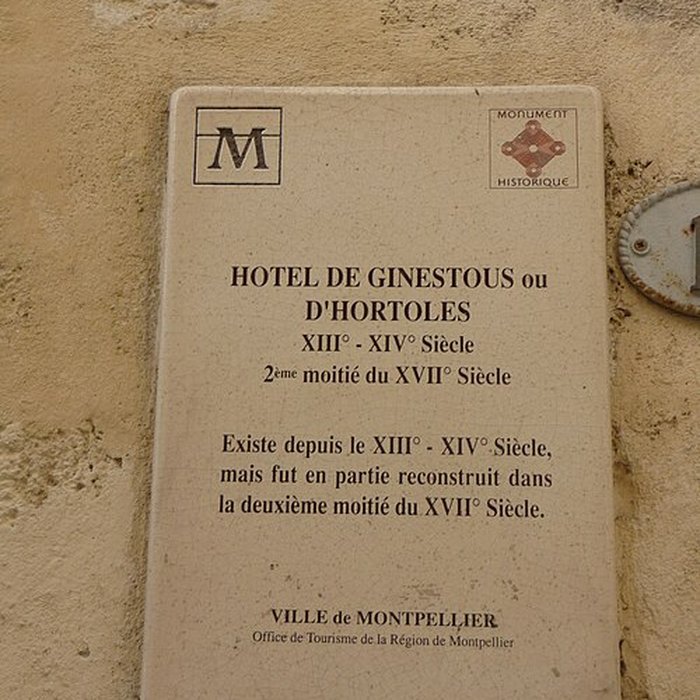 M
MONUMENT
HISTORIQUE
HOTEL DE GINESTOUS ou
D'HORTOLES
XIII° - XIV° Siècle
2ème moitié du XVII° Siècle
Existe depuis le XIII° - XIV° Siècle,
mais fut en partie reconstruit dans
la deuxième moitié du XVII° Siècle.
VILLE de MONTPELLIER
Office de Tourisme de la Région de Montpellier